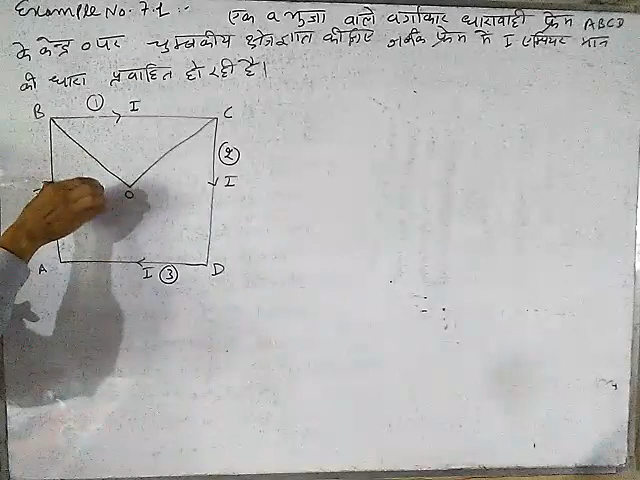 Example No. 7.1 :- एक a भुजा वाले वर्गाकार धारावाही फ्रेम ABCD
के केन्द्र O पर चुम्बकीय क्षेत्र ज्ञात कीजिए जबकि फ्रेम में I एम्पियर मान
की धारा प्रवाहित हो रही है।
B ① I C
② I
O
A I ③ D